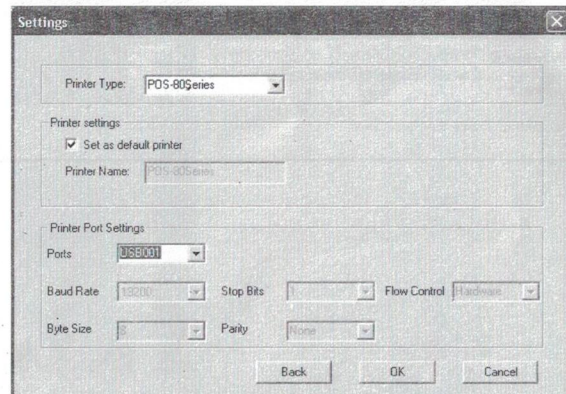 Settings
Printer Type: POS-80Series
Printer settings
Set as default printer
Printer Name: POS-80Series
Printer Port Settings
Ports USB001
Baud Rate 19200 Stop Bits 1 Flow Control Hardware
Byte Size 8 Parity None
Back OK Cancel